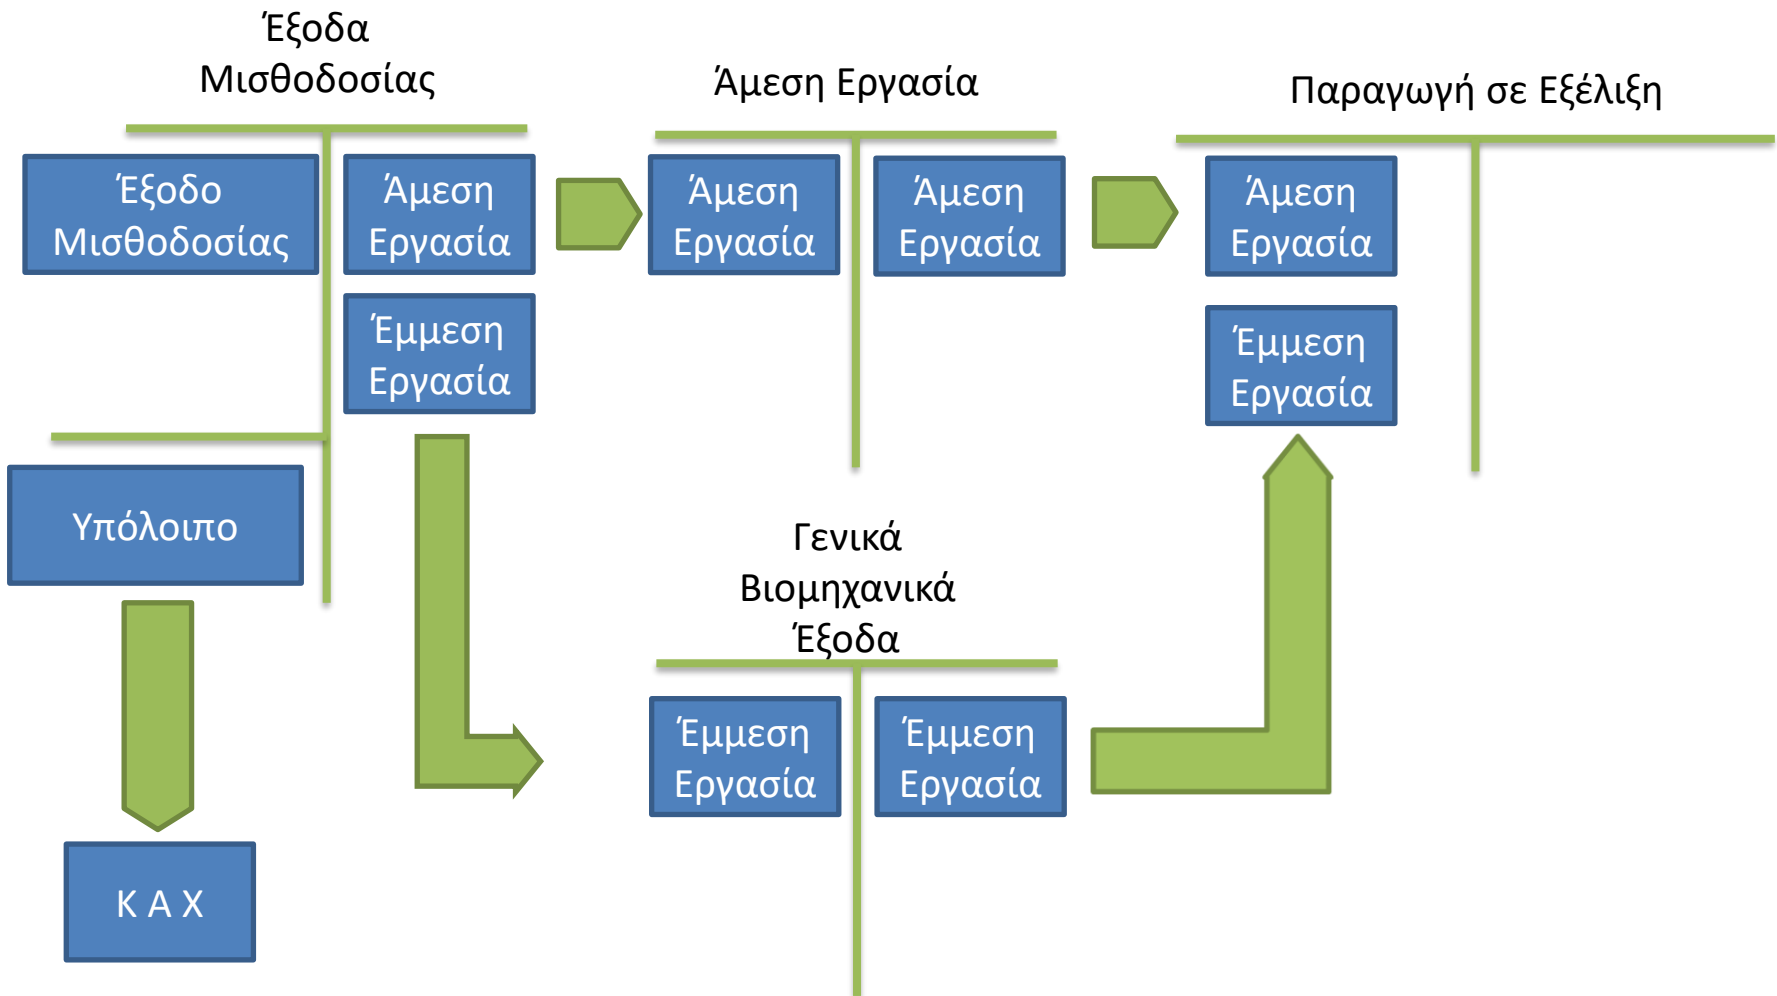 Έξοδα
Μισθοδοσίας
Άμεση Εργασία
Παραγωγή σε Εξέλιξη
Έξοδο
Μισθοδοσίας
Άμεση
Εργασία
Άμεση
Εργασία
Άμεση
Εργασία
Άμεση
Εργασία
Έμμεση
Εργασία
Έμμεση
Εργασία
Υπόλοιπο
Γενικά
Βιομηχανικά
Έξοδα
Έμμεση
Εργασία
Έμμεση
Εργασία
Κ Α Χ